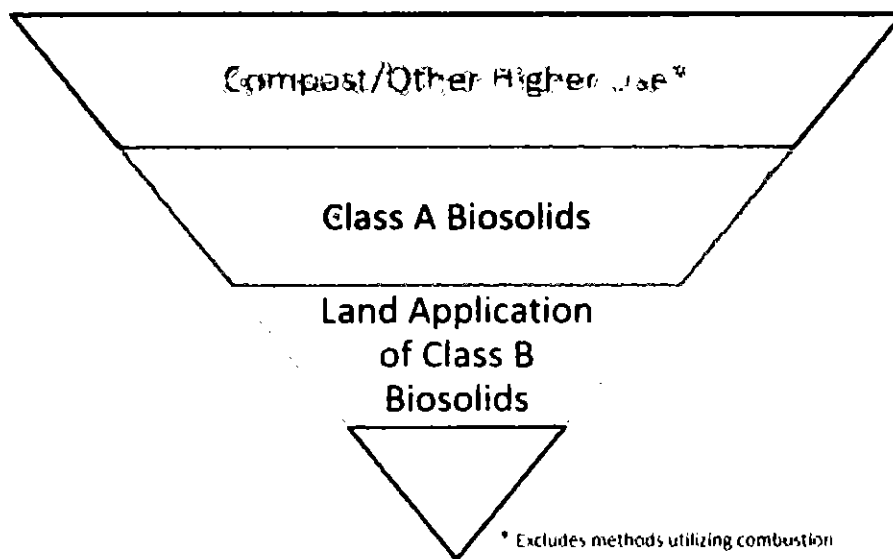 Compost/Other Higher Use*
Class A Biosolids
Land Application
of Class B
Biosolids
* Excludes methods utilizing combustion